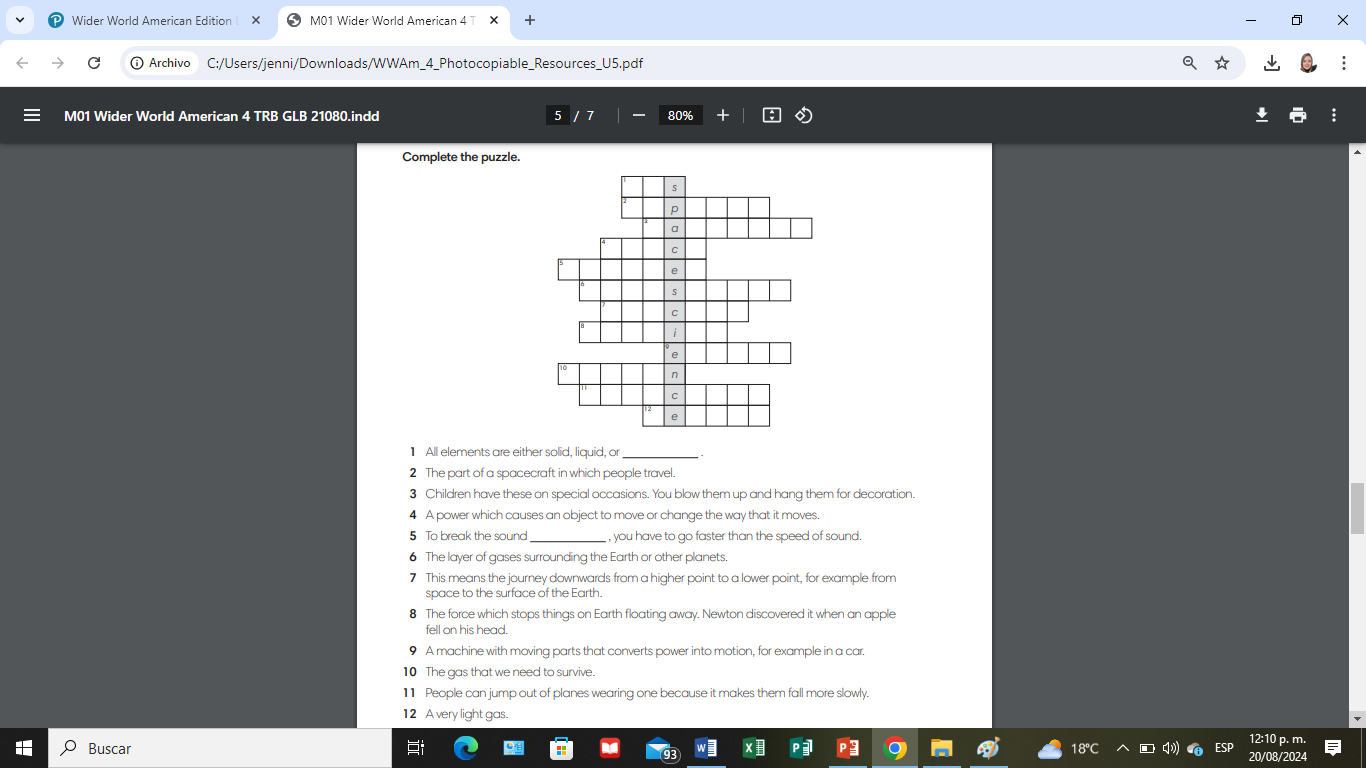 Wider World American Edition
M01 Wider World American 4 T
Archivo
C:/Users/jenni/Downloads/WWAm_4_Photocopiable_Resources_U5.pdf
M01 Wider World American 4 TRB GLB 21080.indd
5 / 7
80%
Complete the puzzle.
1 s
2 p
3 a
4 c
5 e
6 s
7 c
8 i
9 e
10 n
11 c
12 e
1 All elements are either solid, liquid, or ____________ .
2 The part of a spacecraft in which people travel.
3 Children have these on special occasions. You blow them up and hang them for decoration.
4 A power which causes an object to move or change the way that it moves.
5 To break the sound ____________ , you have to go faster than the speed of sound.
6 The layer of gases surrounding the Earth or other planets.
7 This means the journey downwards from a higher point to a lower point, for example from
space to the surface of the Earth.
8 The force which stops things on Earth floating away. Newton discovered it when an apple
fell on his head.
9 A machine with moving parts that converts power into motion, for example in a car.
10 The gas that we need to survive.
11 People can jump out of planes wearing one because it makes them fall more slowly.
12 A very light gas.
Buscar
93
18°C
ESP
12:10 p. m.
20/08/2024